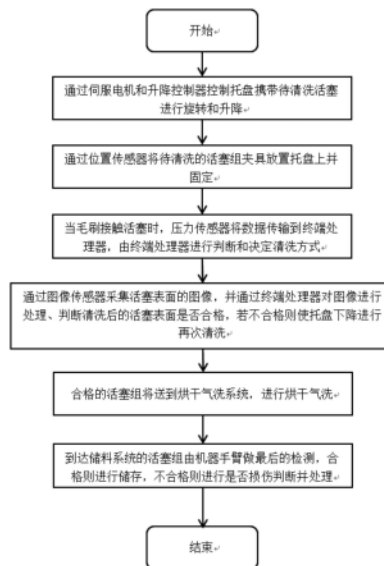 开始
通过伺服电机和升降控制器控制托盘携带待清洗活塞
进行旋转和升降
通过位置传感器将待清洗的活塞组夹具放置托盘上并
固定
当毛刷接触活塞时，压力传感器将数据传输到终端处
理器，由终端处理器进行判断和决定清洗方式
通过图像传感器采集活塞表面的图像，并通过终端处理器对图像进行
处理、判断清洗后的活塞表面是否合格，若不合格则使托盘下降进行
再次清洗
合格的活塞组将送到烘干气洗系统，进行烘干气洗
到达储料系统的活塞组由机器手臂做最后的检测，合
格则进行储存，不合格则进行是否损伤判断并处理
结束